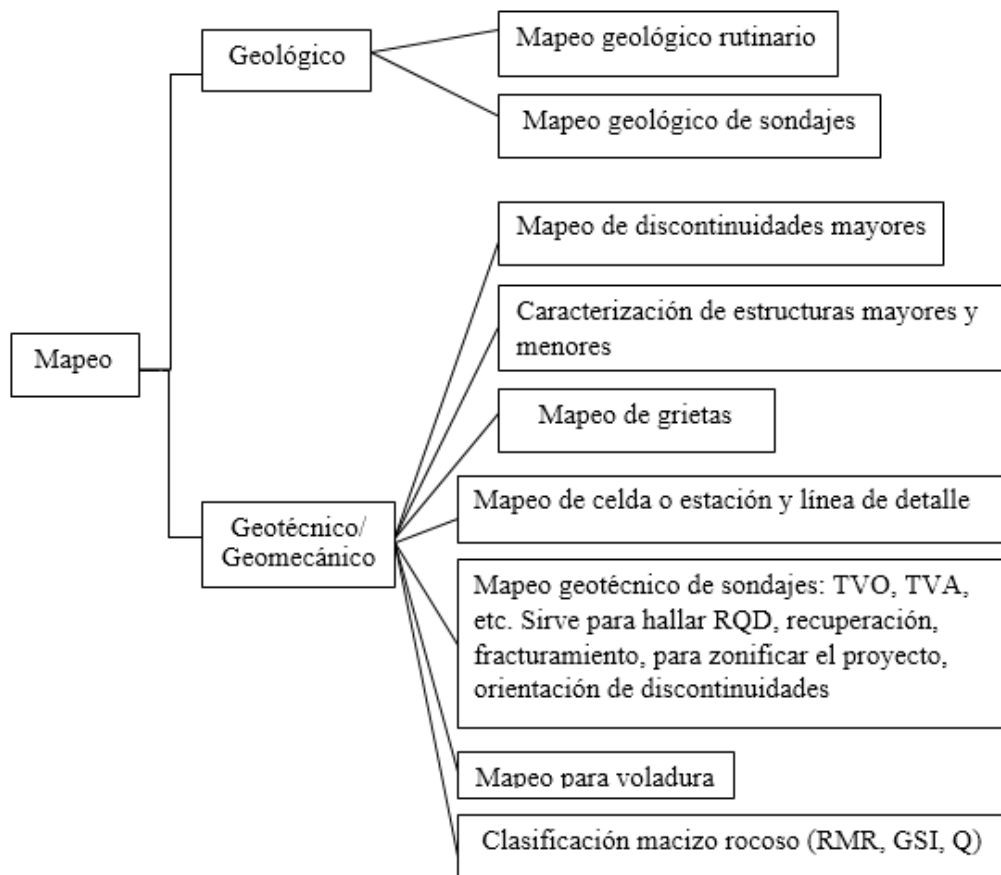 Mapeo
Geológico
Mapeo geológico rutinario
Mapeo geológico de sondajes
Geotécnico/
Geomecánico
Mapeo de discontinuidades mayores
Caracterización de estructuras mayores y
menores
Mapeo de grietas
Mapeo de celda o estación y línea de detalle
Mapeo geotécnico de sondajes: TVO, TVA,
etc. Sirve para hallar RQD, recuperación,
fracturamiento, para zonificar el proyecto,
orientación de discontinuidades
Mapeo para voladura
Clasificación macizo rocoso (RMR, GSI, Q)